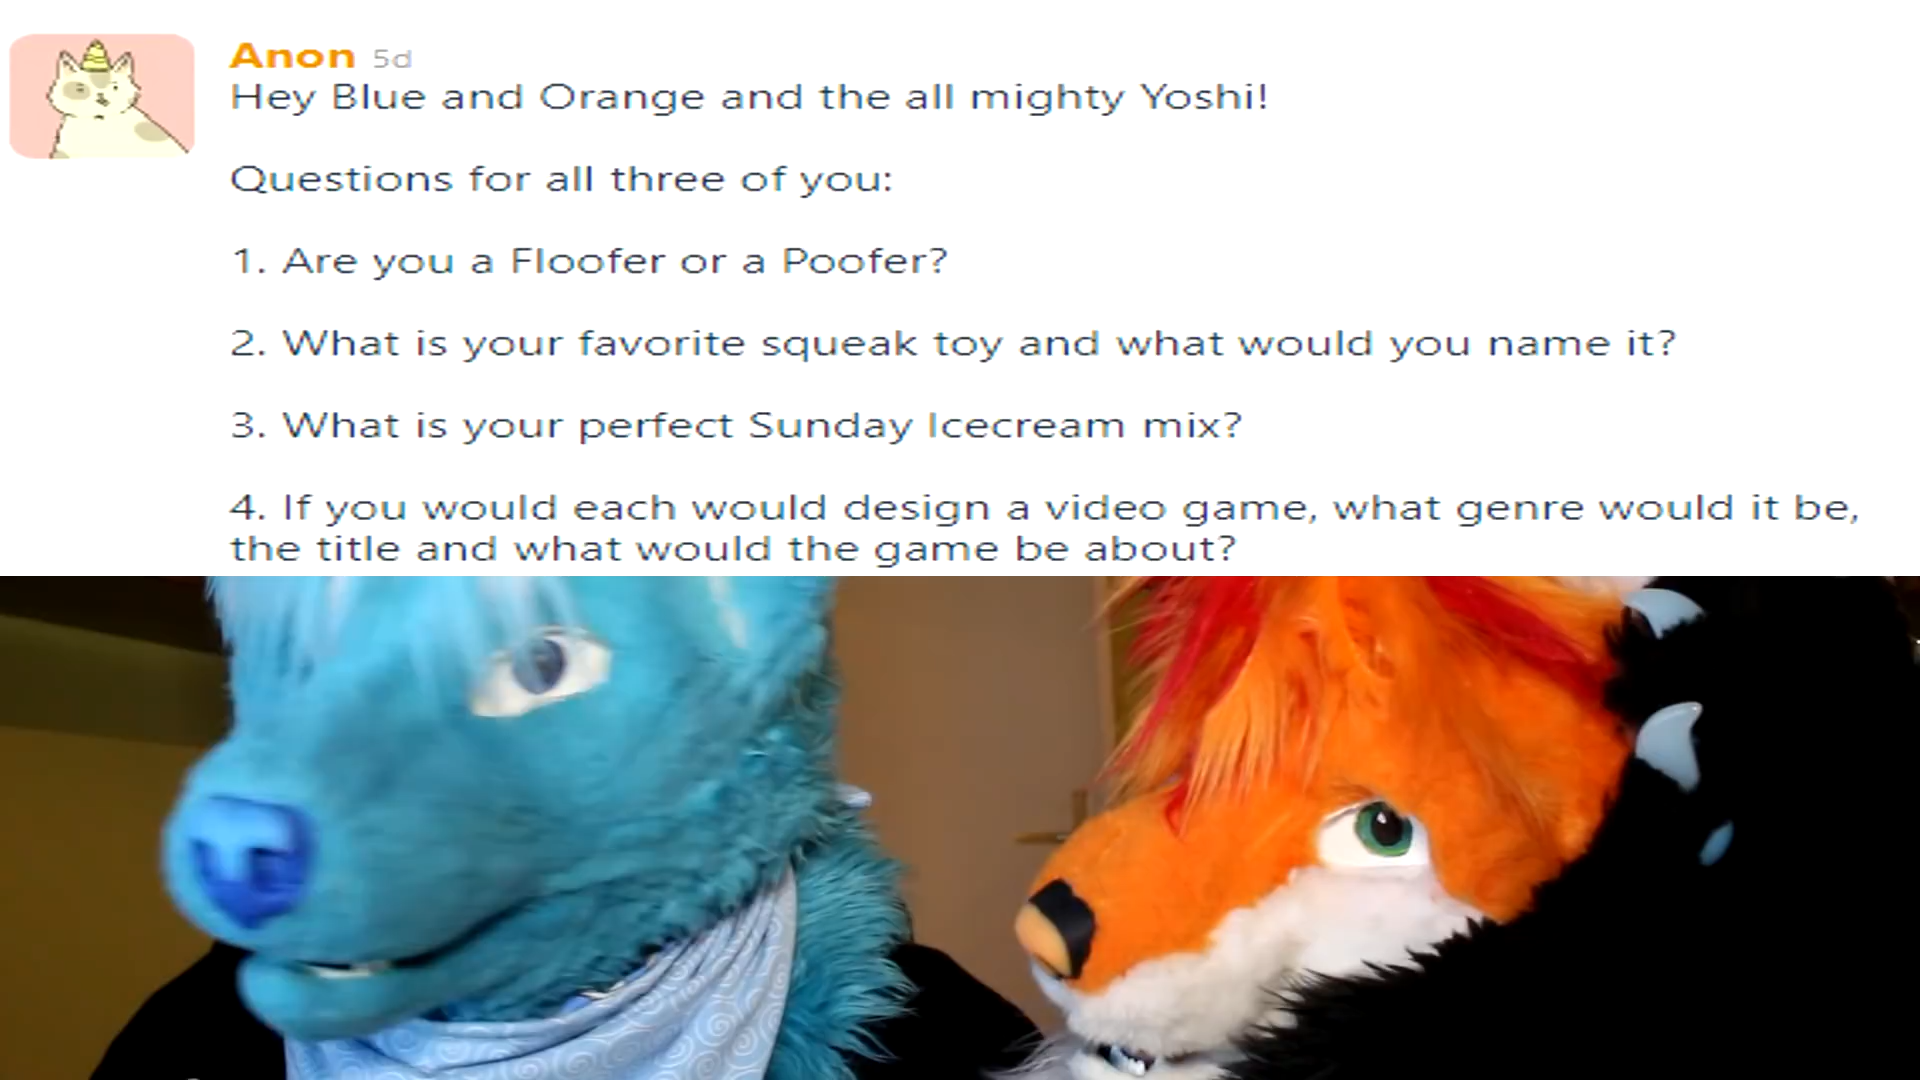 Anon 5d
Hey Blue and Orange and the all mighty Yoshi!
Questions for all three of you:
1. Are you a Floofer or a Poofer?
2. What is your favorite squeak toy and what would you name it?
3. What is your perfect Sunday Icecream mix?
4. If you would each would design a video game, what genre would it be,
the title and what would the game be about?